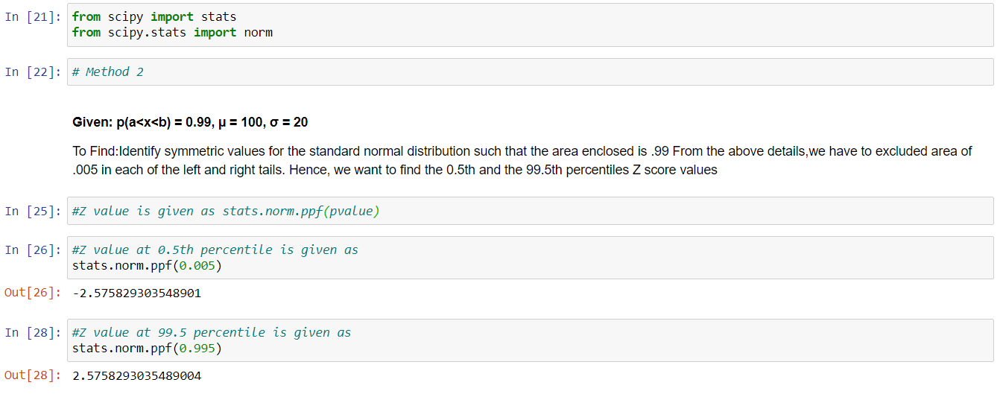 In [21]: from scipy import stats
from scipy.stats import norm
In [22]: # Method 2
Given: p(a<x<b) = 0.99, μ = 100, σ = 20
To Find:Identify symmetric values for the standard normal distribution such that the area enclosed is .99 From the above details,we have to excluded area of
.005 in each of the left and right tails. Hence, we want to find the 0.5th and the 99.5th percentiles Z score values
In [25]: #Z value is given as stats.norm.ppf(pvalue)
In [26]: #Z value at 0.5th percentile is given as
stats.norm.ppf(0.005)
Out[26]: -2.575829303548901
In [28]: #Z value at 99.5 percentile is given as
stats.norm.ppf(0.995)
Out[28]: 2.5758293035489004